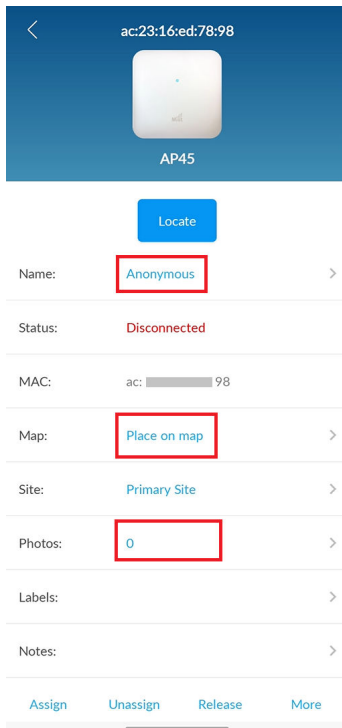 ac:23:16:ed:78:98
AP45
Locate
Name: Anonymous
Status: Disconnected
MAC: ac: 98
Map: Place on map
Site: Primary Site
Photos: 0
Labels:
Notes:
Assign Unassign Release More